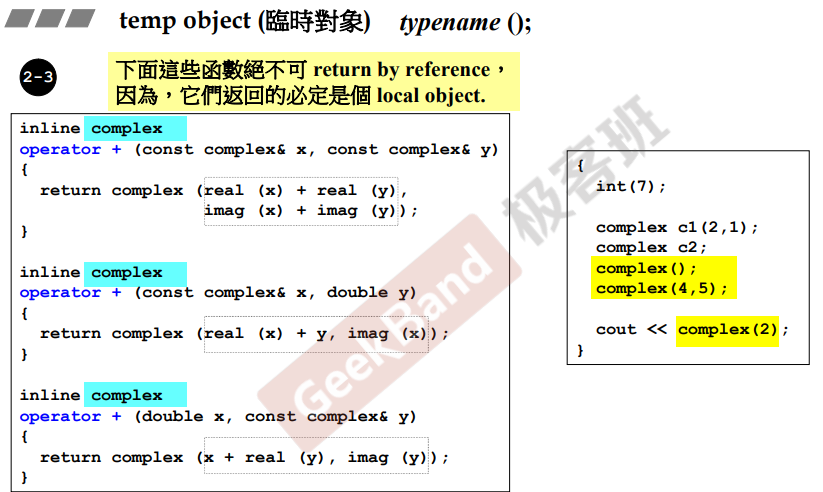 temp object (臨時對象) typename ();
2-3
下面這些函數絕不可 return by reference，
因為，它們返回的必定是個 local object.
inline complex
operator + (const complex& x, const complex& y)
{
  return complex (real (x) + real (y),
                  imag (x) + imag (y));
}
inline complex
operator + (const complex& x, double y)
{
  return complex (real (x) + y, imag (x));
}
inline complex
operator + (double x, const complex& y)
{
  return complex (x + real (y), imag (y));
}
{
  int(7);
  complex c1(2,1);
  complex c2;
  complex();
  complex(4,5);
  cout << complex(2);
}
GeekBand 极客班